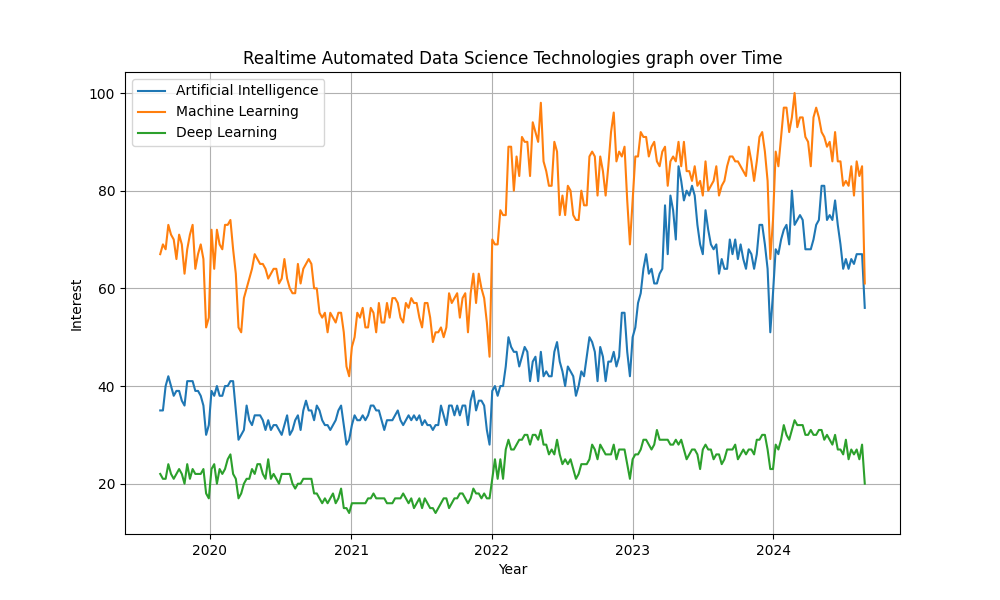 Realtime Automated Data Science Technologies graph over Time
Artificial Intelligence
Machine Learning
Deep Learning
100
80
60
40
20
Interest
2020 2021 2022 2023 2024
Year